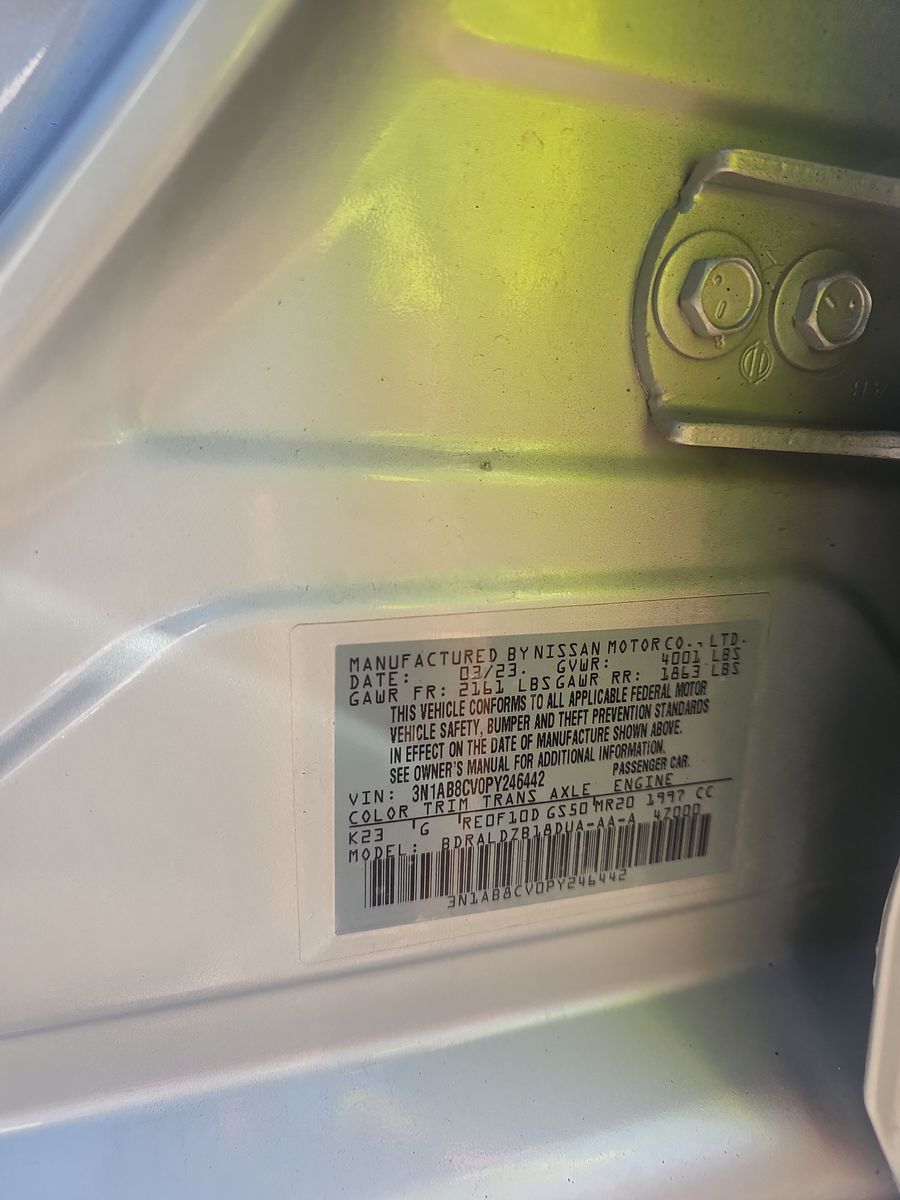 MANUFACTURED BY NISSAN MOTOR CO., LTD.
DATE: 03/23. GVWR: 4001 LBS
GAWR FR: 2161 LBS GAWR RR: 1863 LBS
THIS VEHICLE CONFORMS TO ALL APPLICABLE FEDERAL MOTOR
VEHICLE SAFETY, BUMPER AND THEFT PREVENTION STANDARDS
IN EFFECT ON THE DATE OF MANUFACTURE SHOWN ABOVE.
SEE OWNER'S MANUAL FOR ADDITIONAL INFORMATION.
VIN: 3N1AB8CV0PY246442 PASSENGER CAR.
COLOR TRIM TRANS AXLE ENGINE
K23 G RE0F10D GS50 MR20 1997 CC
MODEL: BDRALDZB18DUA-AA-A 47000
3N1AB8CV0PY246442